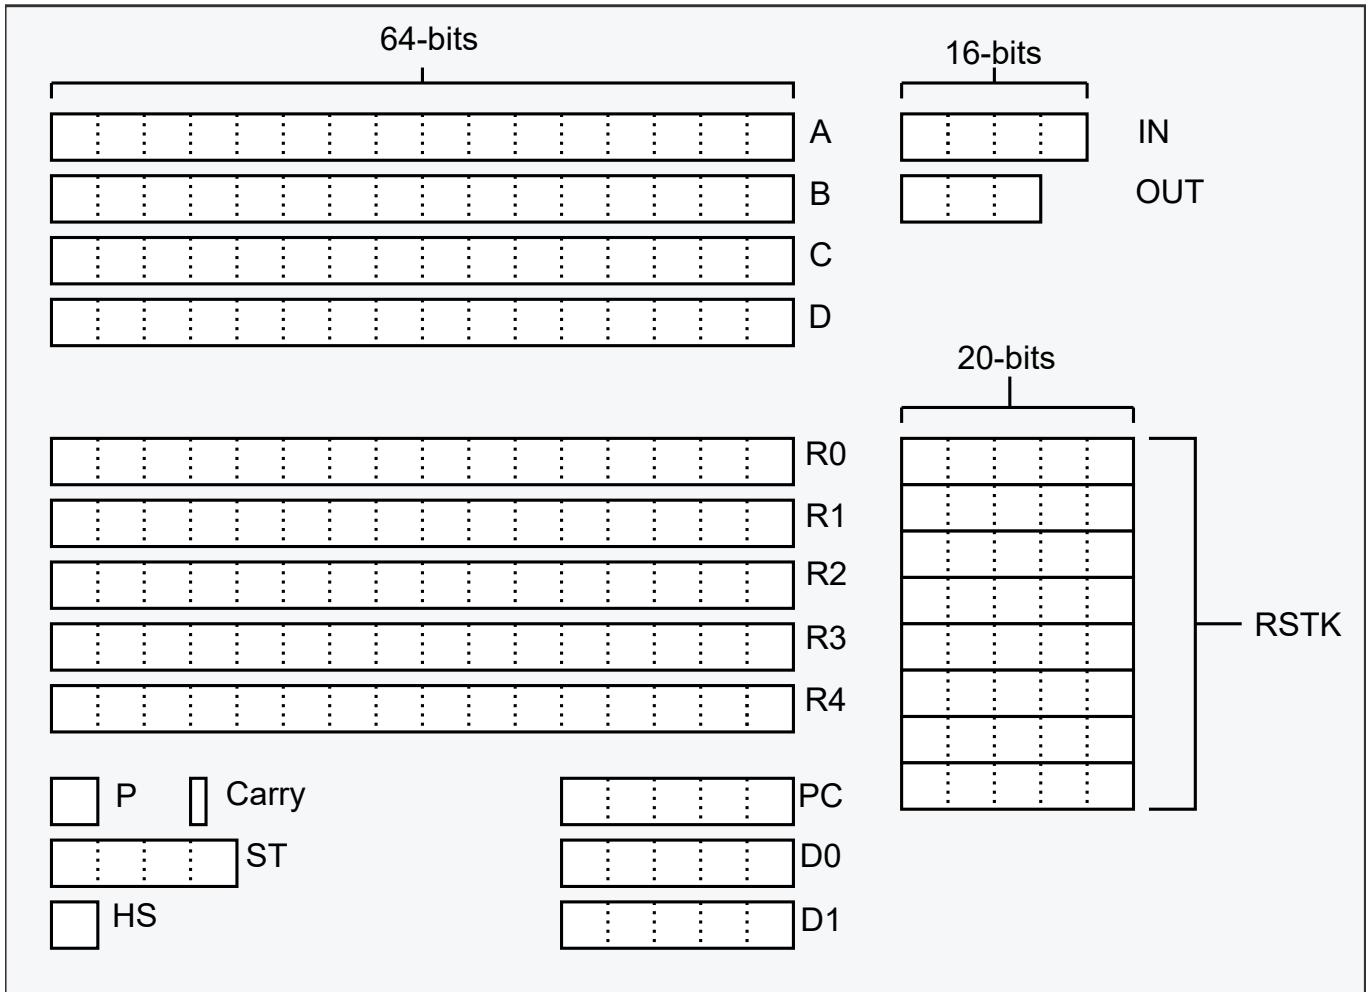 64-bits
16-bits
A
IN
B
OUT
C
D
20-bits
R0
R1
R2
R3
RSTK
R4
P
Carry
PC
ST
D0
HS
D1